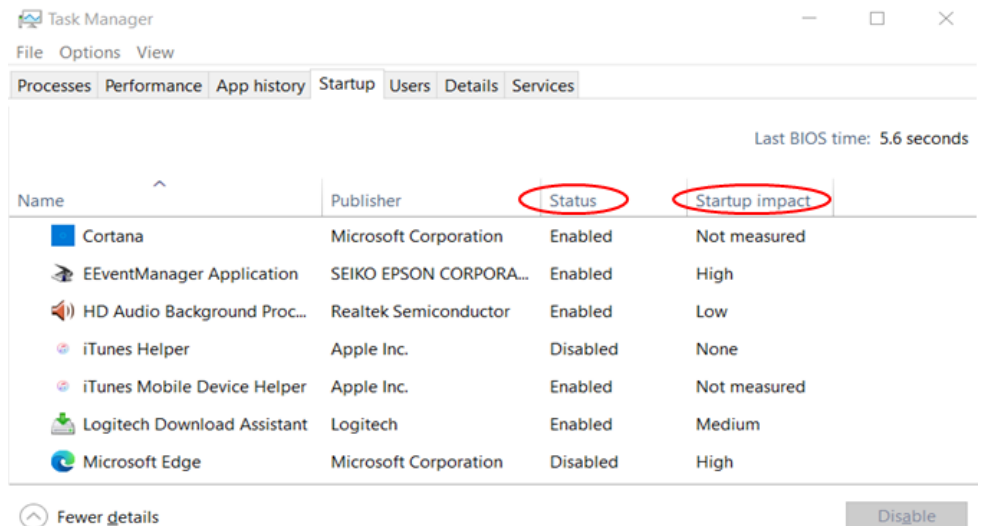 Task Manager
File Options View
Processes Performance App history Startup Users Details Services
Last BIOS time: 5.6 seconds
Name Publisher Status Startup impact
Cortana Microsoft Corporation Enabled Not measured
EEventManager Application SEIKO EPSON CORPORA... Enabled High
HD Audio Background Proc... Realtek Semiconductor Enabled Low
iTunes Helper Apple Inc. Disabled None
iTunes Mobile Device Helper Apple Inc. Enabled Not measured
Logitech Download Assistant Logitech Enabled Medium
Microsoft Edge Microsoft Corporation Disabled High
Fewer details Disable